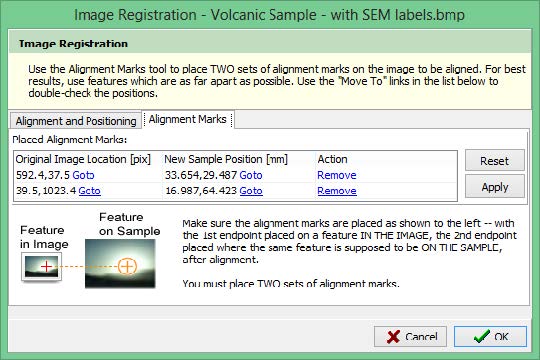 Image Registration - Volcanic Sample - with SEM labels.bmp
Image Registration
Use the Alignment Marks tool to place TWO sets of alignment marks on the image to be aligned. For best
results, use features which are as far apart as possible. Use the "Move To" links in the list below to
double-check the positions.
Alignment and Positioning Alignment Marks
Placed Alignment Marks:
Original Image Location [pix] New Sample Position [mm] Action
592.4,37.5 Goto 33.654,29.487 Goto Remove
39.5,1023.4 Goto 16.987,64.423 Goto Remove
Reset
Apply
Feature
in Image
Feature
on Sample
Make sure the alignment marks are placed as shown to the left -- with
the 1st endpoint placed on a feature IN THE IMAGE, the 2nd endpoint
placed where the same feature is supposed to be ON THE SAMPLE,
after alignment.
You must place TWO sets of alignment marks.
Cancel OK